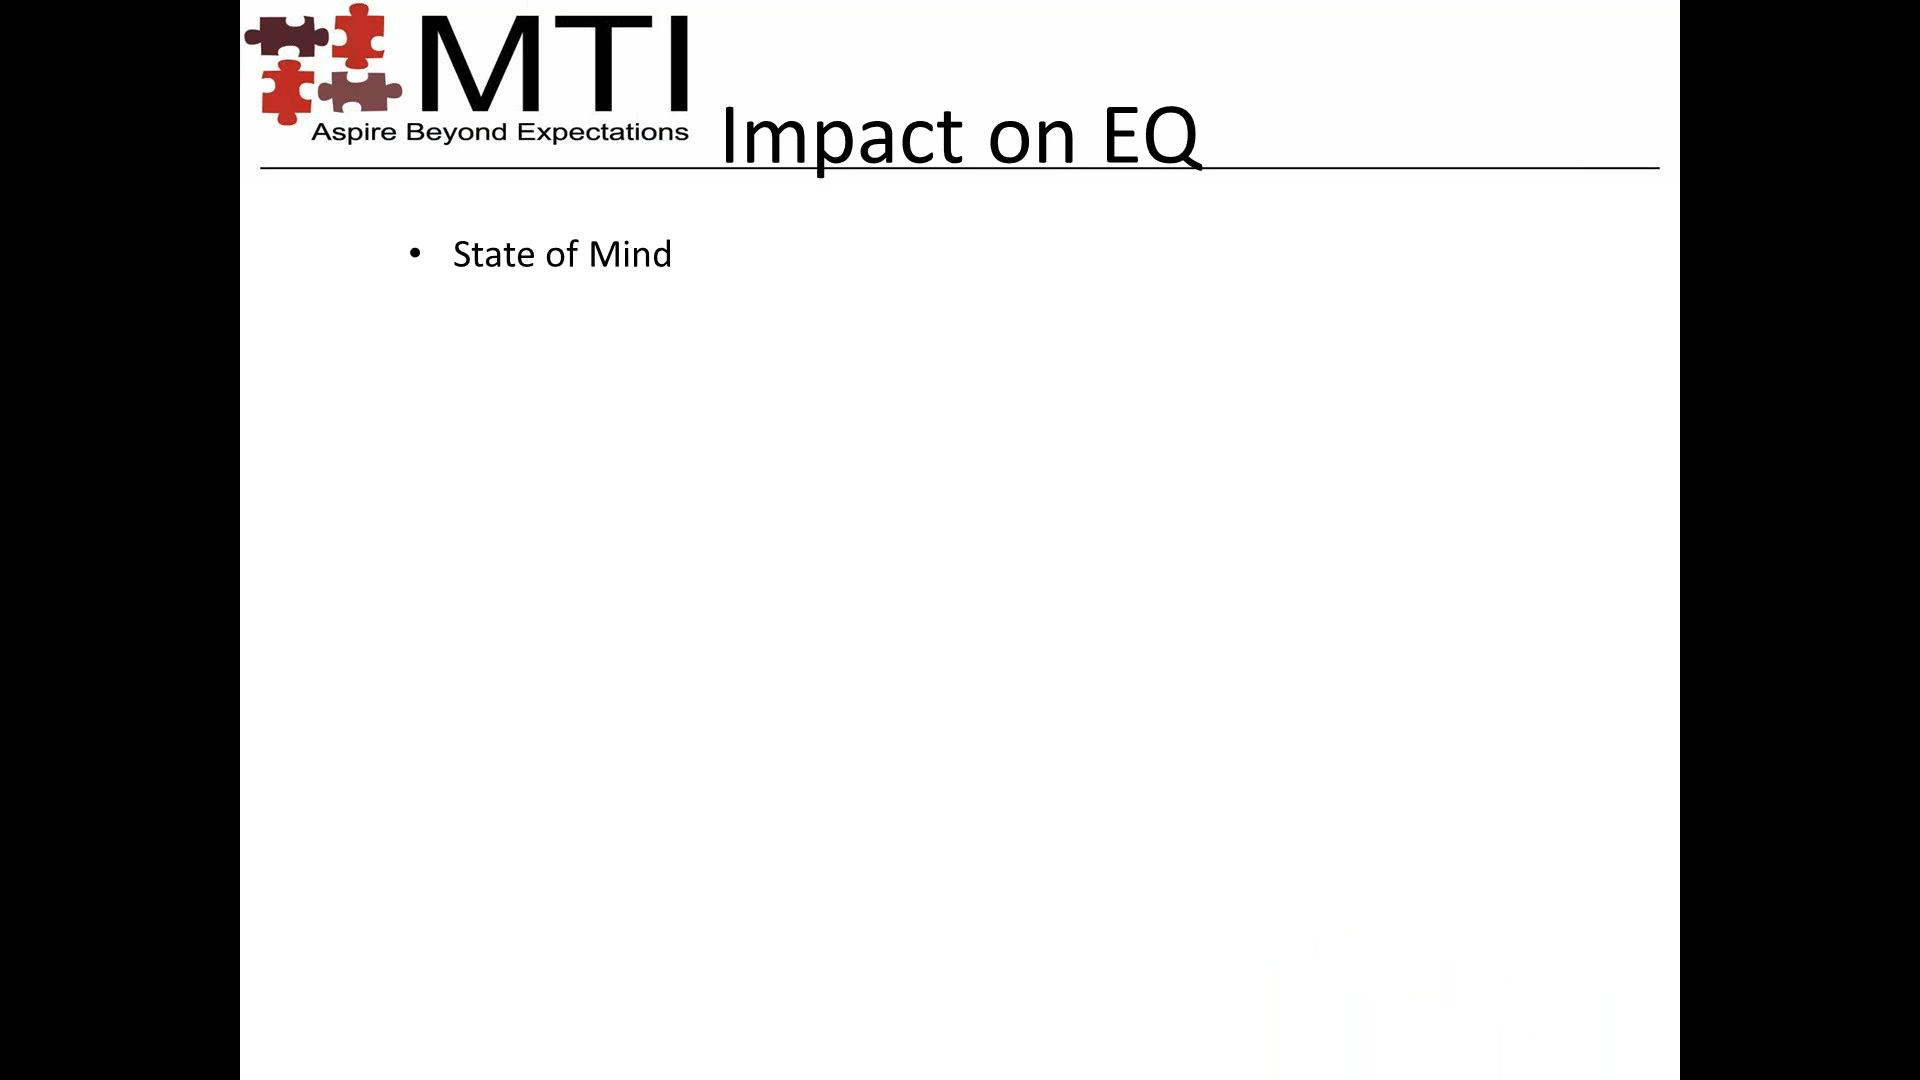 MTI
Aspire Beyond Expectations
Impact on EQ
• State of Mind